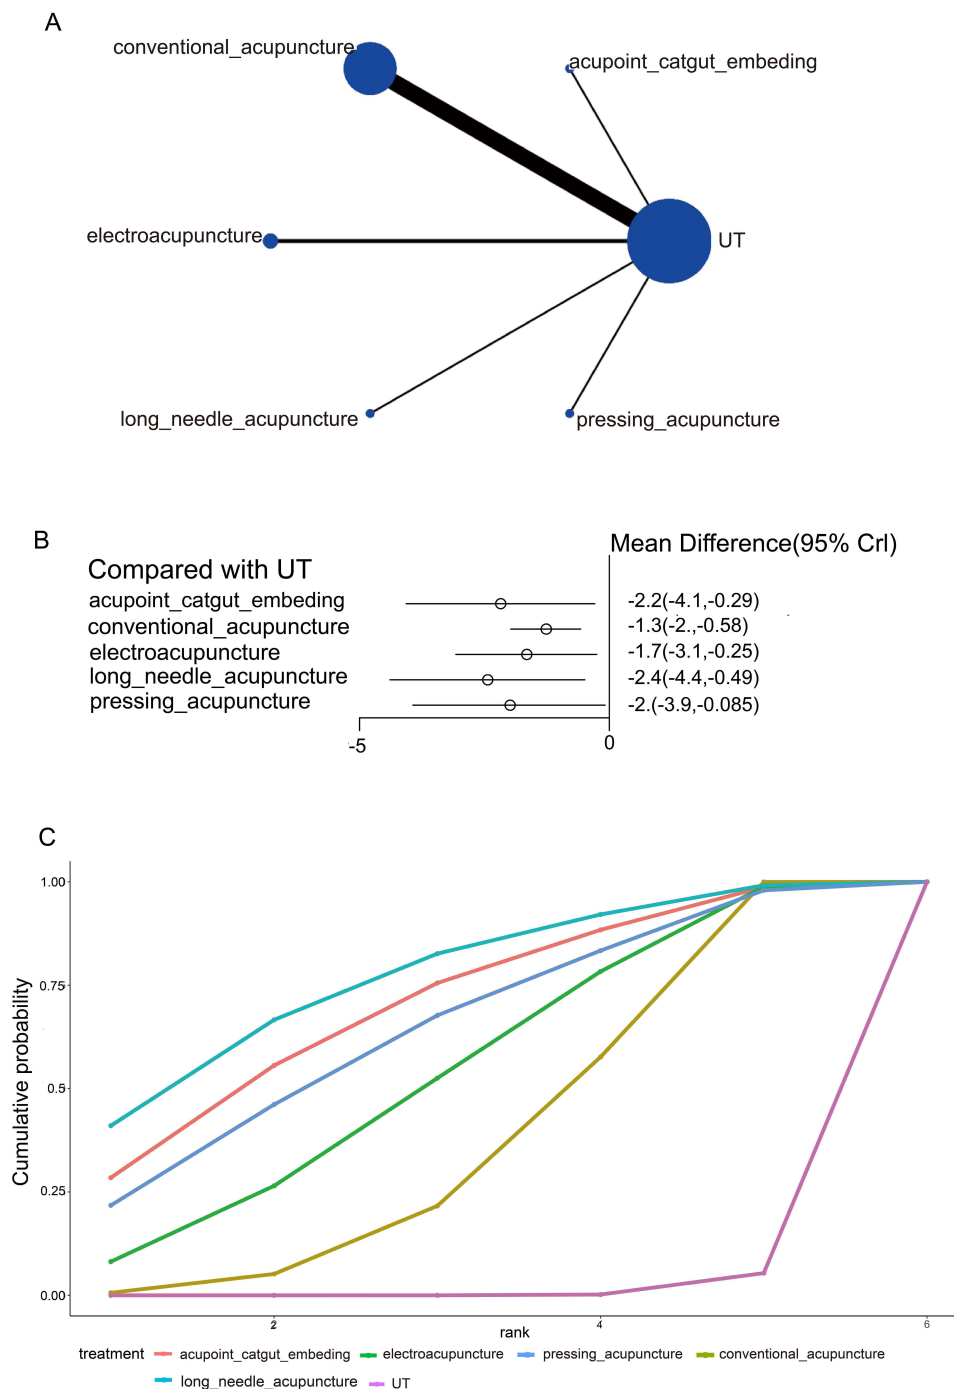 A
conventional_acupuncture
acupoint_catgut_embeding
electroacupuncture
UT
long_needle_acupuncture
pressing_acupuncture
B
Mean Difference(95% Crl)
Compared with UT
acupoint_catgut_embeding -2.2(-4.1,-0.29)
conventional_acupuncture -1.3(-2.,-0.58)
electroacupuncture -1.7(-3.1,-0.25)
long_needle_acupuncture -2.4(-4.4,-0.49)
pressing_acupuncture -2.(-3.9,-0.085)
-5 0
C
1.00
0.75
0.5
0.25
0.00
Cumulative probability
2 4 6
rank
treatment acupoint_catgut_embeding electroacupuncture pressing_acupuncture conventional_acupuncture
long_needle_acupuncture UT